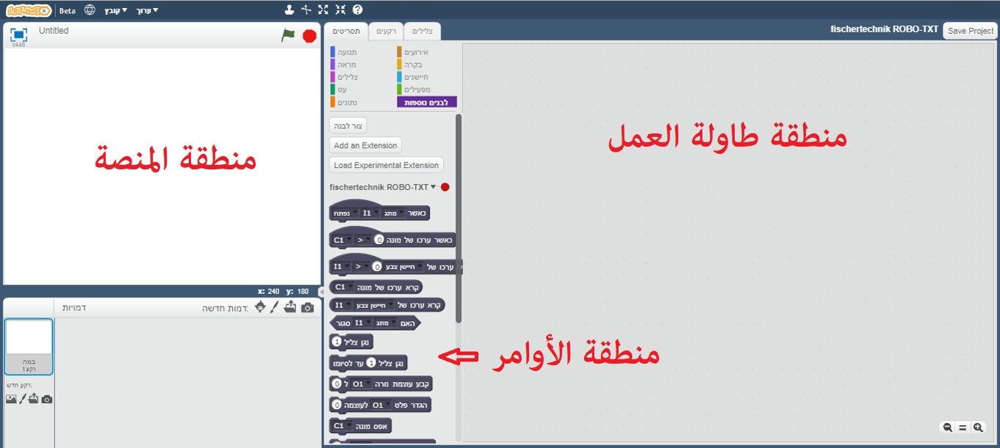 SCRATCHX
Beta
קובץ
ערוך
v448
Untitled
תסריטים
רקעים
צלילים
fischertechnik ROBO-TXT
Save Project
תנועה
אירועים
מראה
בקרה
צלילים
חיישנים
עט
מפעילים
נתונים
לבנים נוספות
צור לבנה
Add an Extension
Load Experimental Extension
fischertechnik ROBO-TXT
כאשר מתג I1 נפתח
כאשר ערכו של מונה 0 > C1
ערכו של חיישן צבע 0 > I1
קרא ערכו של מונה C1
קרא ערכו של חיישן צבע I1
האם מתג I1 סגור
נגן צליל 1
נגן צליל 1 עד לסיומו
קבע עוצמת נורה O1 ל 0
הגדר פלט O1 לעוצמה 0
אפס מונה C1
منطقة المنصة
منطقة طاولة العمل
منطقة الأوامر
x: 240 y: 180
דמויות
דמות חדשה:
במה
רקע 1
רקע חדש: